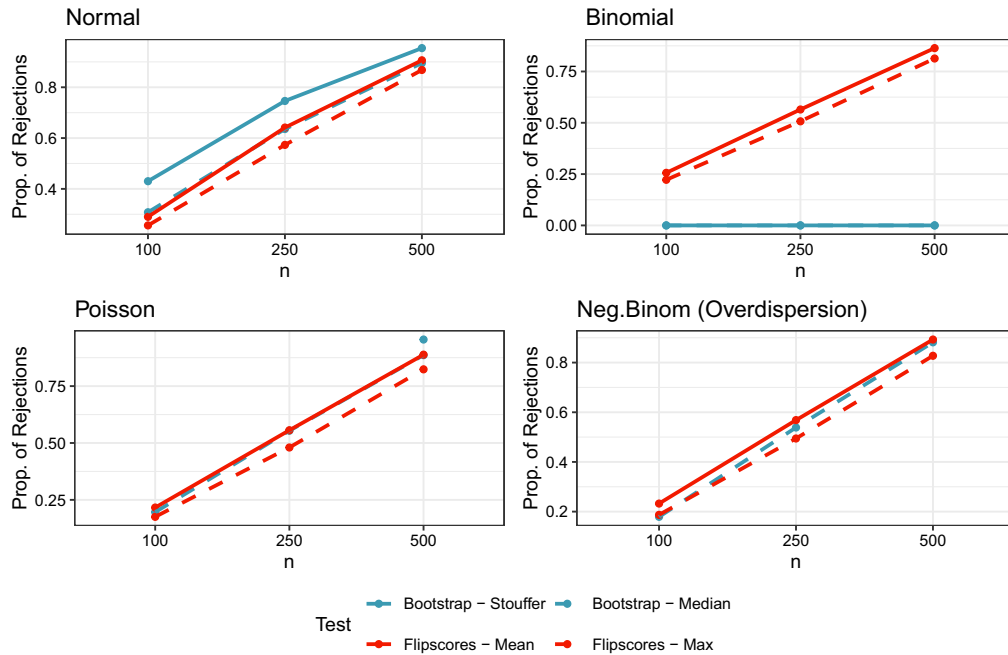 Normal
Prop. of Rejections
0.8
0.6
0.4
100 250 500
n
Binomial
Prop. of Rejections
0.75
0.50
0.25
0.00
100 250 500
n
Poisson
Prop. of Rejections
0.75
0.50
0.25
100 250 500
n
Neg.Binom (Overdispersion)
Prop. of Rejections
0.8
0.6
0.4
0.2
100 250 500
n
Test
Bootstrap − Stouffer
Bootstrap − Median
Flipscores − Mean
Flipscores − Max